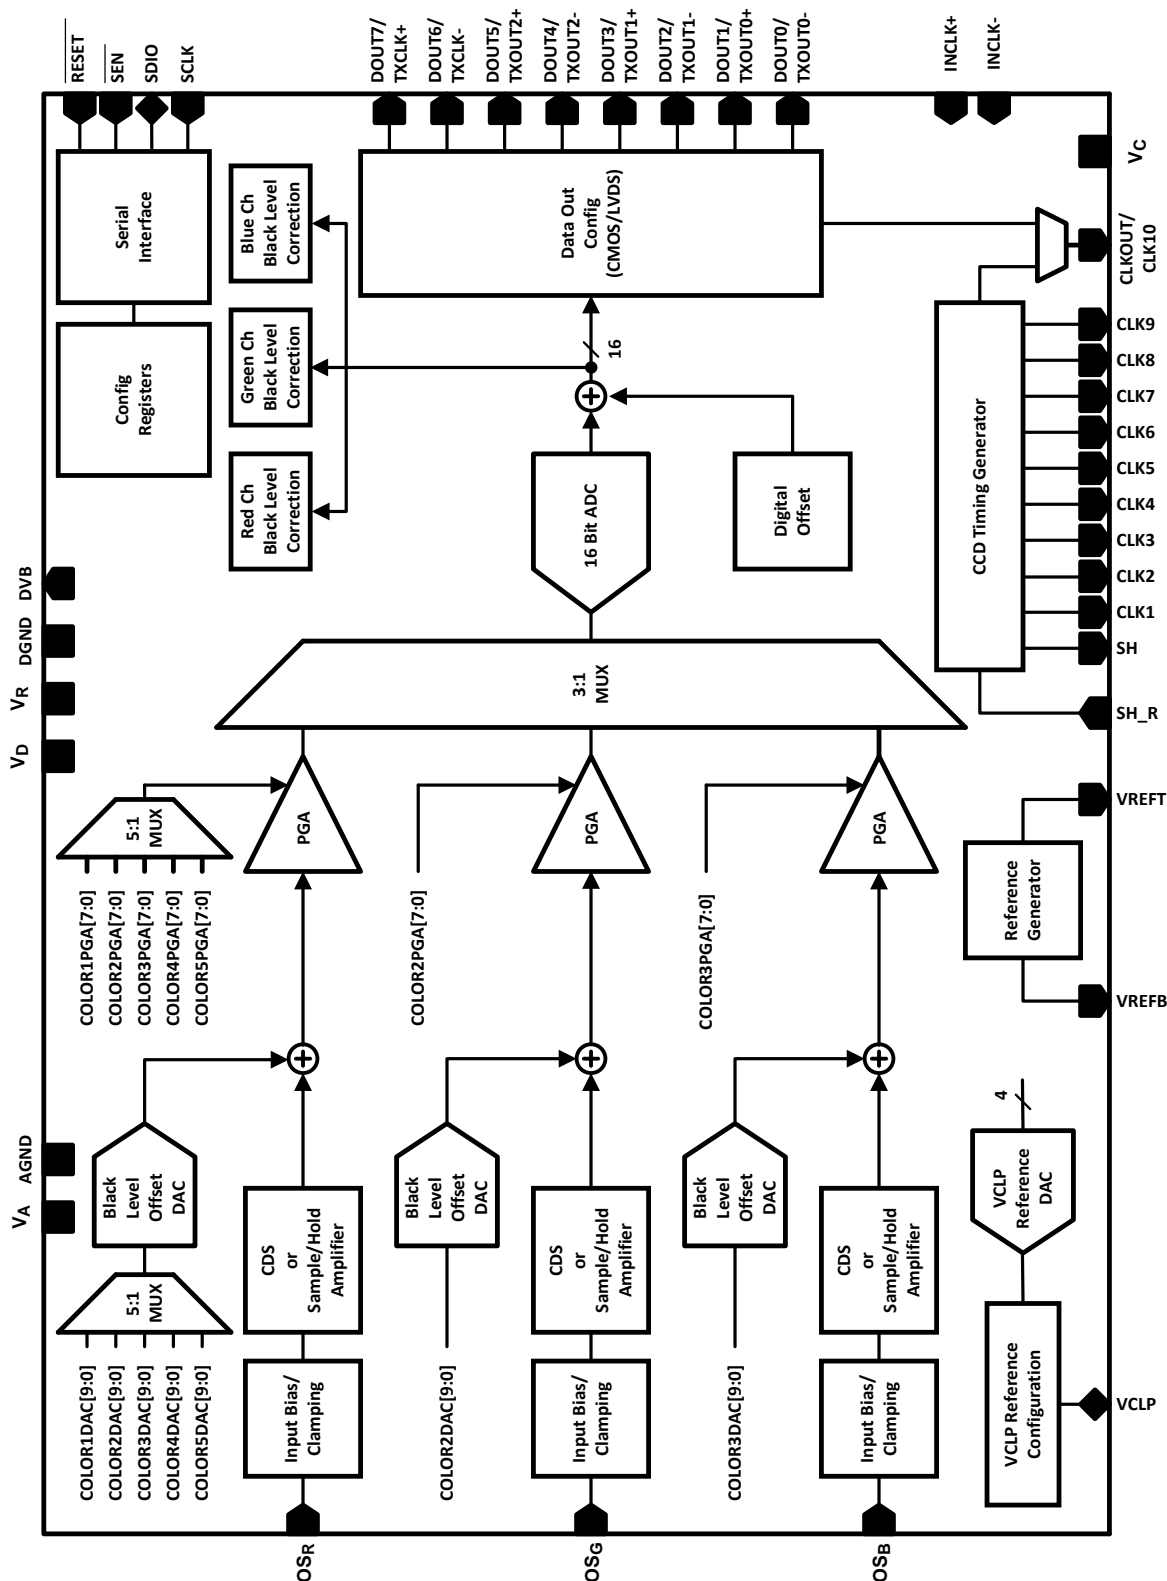 RESET
SEN
SDIO
SCLK
DOUT7/
TXCLK+
DOUT6/
TXCLK-
DOUT5/
TXOUT2+
DOUT4/
TXOUT2-
DOUT3/
TXOUT1+
DOUT2/
TXOUT1-
DOUT1/
TXOUT0+
DOUT0/
TXOUT0-
INCLK+
INCLK-
Serial
Interface
Config
Registers
Blue Ch
Black Level
Correction
Green Ch
Black Level
Correction
Red Ch
Black Level
Correction
Data Out
Config
(CMOS/LVDS)
16
16 Bit ADC
Digital
Offset
VC
CLKOUT/
CLK10
CLK9
CLK8
CLK7
CLK6
CLK5
CLK4
CLK3
CLK2
CLK1
SH
SH_R
CCD Timing Generator
DVB
DGND
VR
VD
3:1
MUX
5:1
MUX
PGA
PGA
PGA
COLOR1PGA[7:0]
COLOR2PGA[7:0]
COLOR3PGA[7:0]
COLOR4PGA[7:0]
COLOR5PGA[7:0]
COLOR2PGA[7:0]
COLOR3PGA[7:0]
Reference
Generator
VREFT
VREFB
AGND
VA
Black
Level
Offset
DAC
Black
Level
Offset
DAC
Black
Level
Offset
DAC
4
VCLP
Reference
DAC
5:1
MUX
CDS
or
Sample/Hold
Amplifier
CDS
or
Sample/Hold
Amplifier
CDS
or
Sample/Hold
Amplifier
COLOR1DAC[9:0]
COLOR2DAC[9:0]
COLOR3DAC[9:0]
COLOR4DAC[9:0]
COLOR5DAC[9:0]
Input Bias/
Clamping
COLOR2DAC[9:0]
Input Bias/
Clamping
COLOR3DAC[9:0]
Input Bias/
Clamping
VCLP Reference
Configuration
VCLP
OSR
OSG
OSB